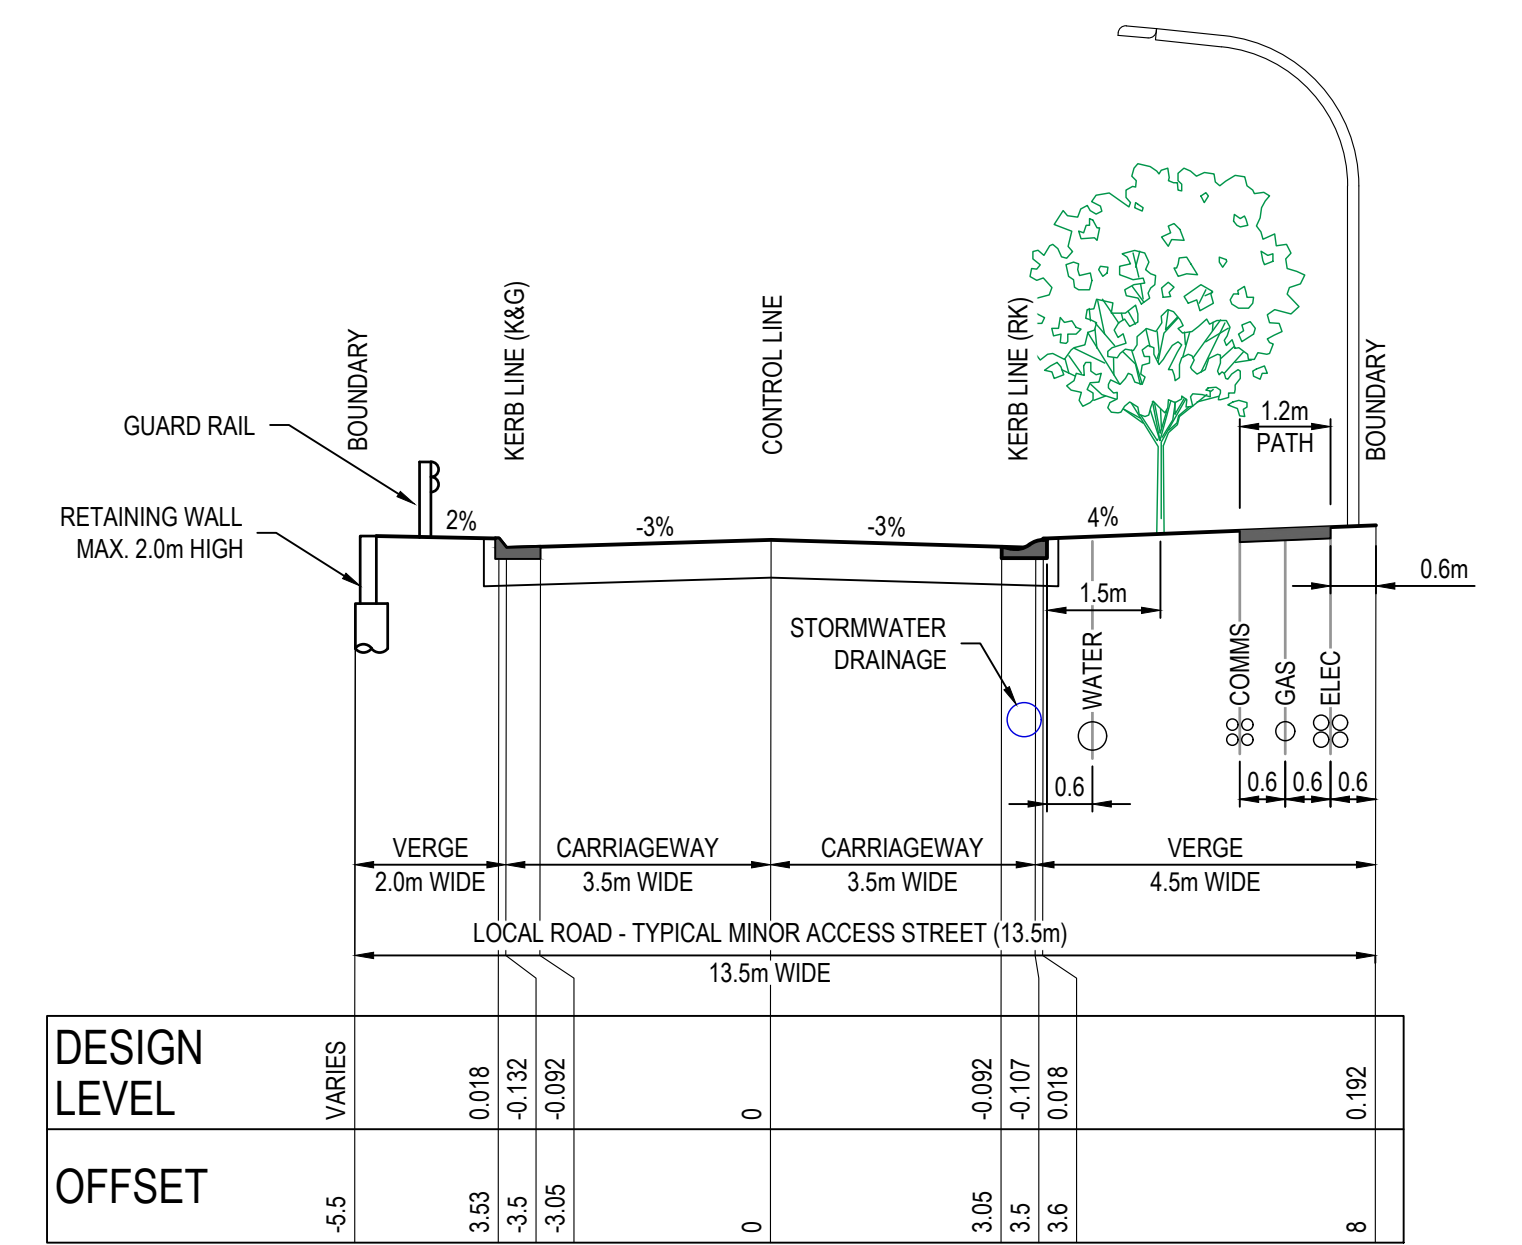 BOUNDARY
KERB LINE (K&G)
CONTROL LINE
KERB LINE (RK)
BOUNDARY
GUARD RAIL
1.2m
PATH
RETAINING WALL
MAX. 2.0m HIGH
2%
-3%
-3%
4%
0.6m
1.5m
STORMWATER
DRAINAGE
WATER
COMMS
GAS
ELEC
0.6
0.6
0.6
0.6
VERGE
2.0m WIDE
CARRIAGEWAY
3.5m WIDE
CARRIAGEWAY
3.5m WIDE
VERGE
4.5m WIDE
LOCAL ROAD - TYPICAL MINOR ACCESS STREET (13.5m)
13.5m WIDE
DESIGN
LEVEL
VARIES
0.018
-0.132
-0.092
0
-0.092
-0.107
0.018
0.192
OFFSET
-5.5
3.53
-3.5
-3.05
0
3.05
3.5
3.6
8